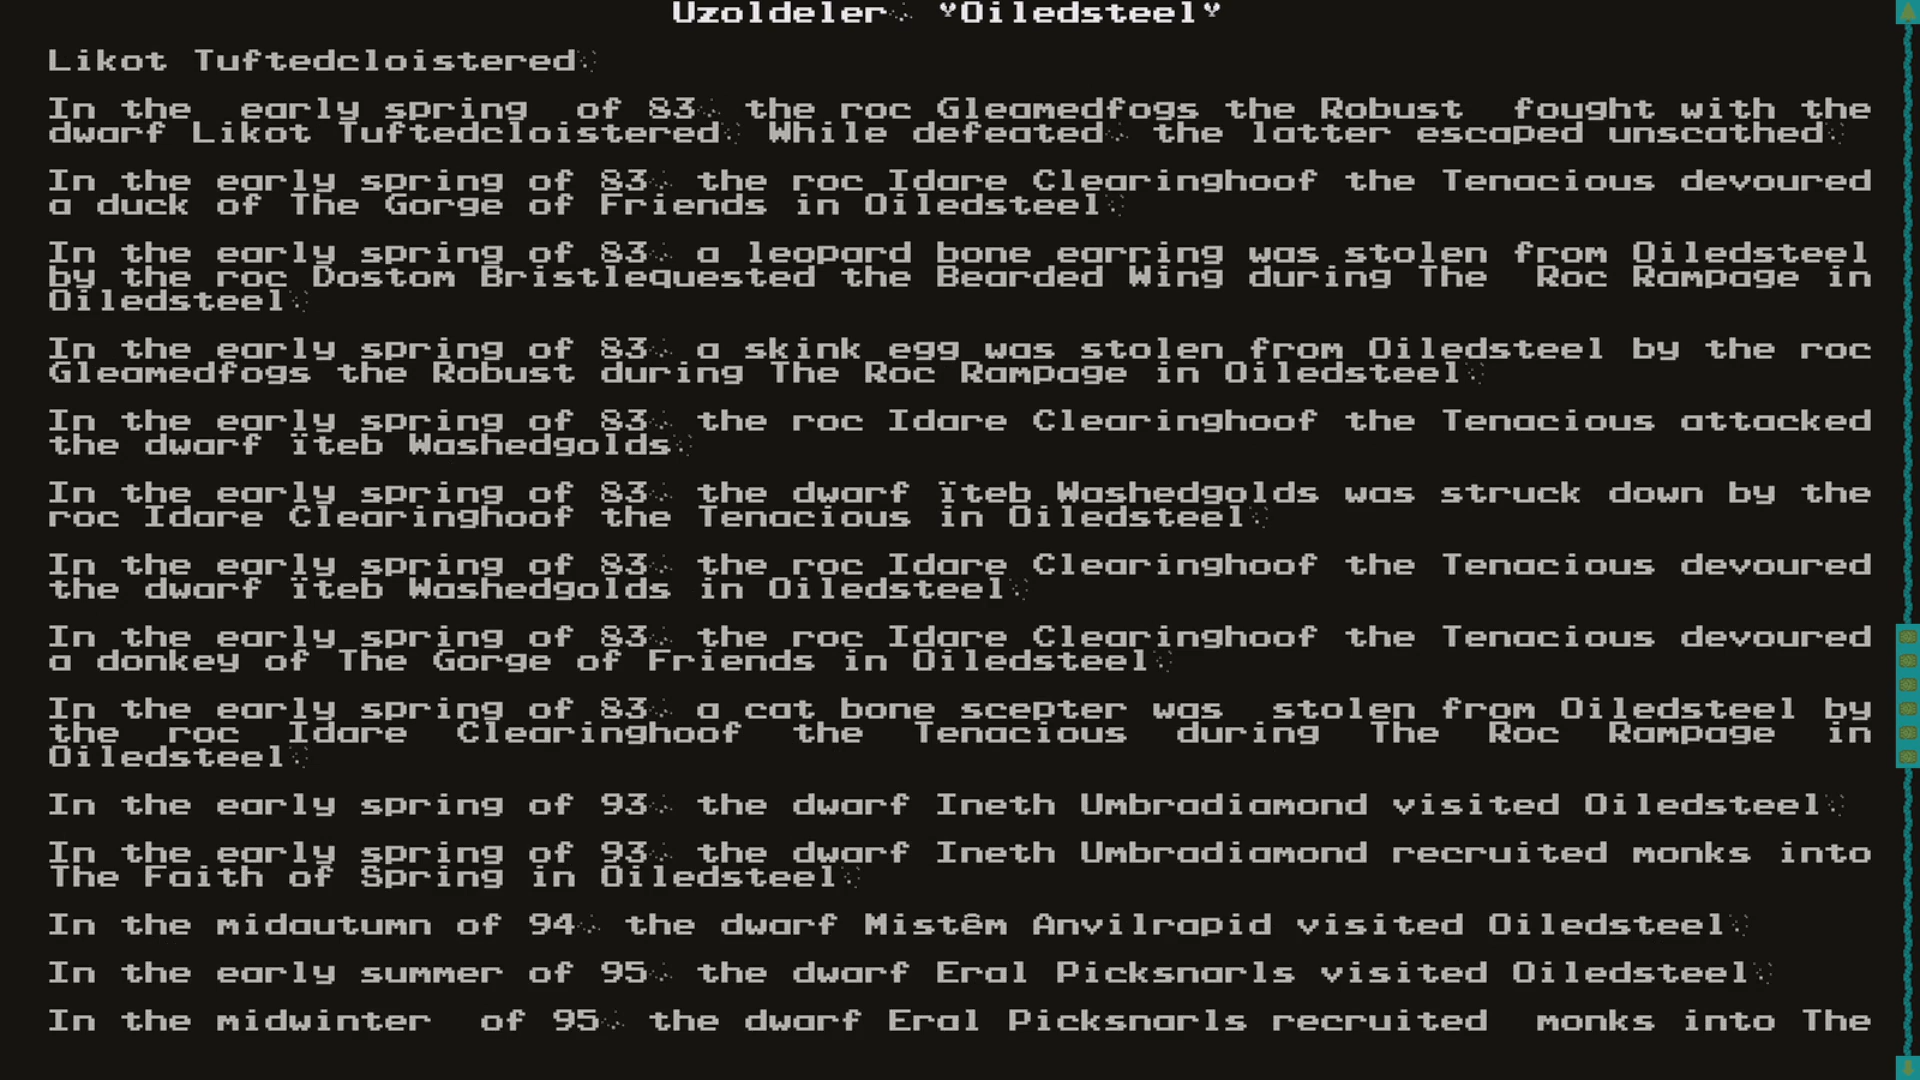 Uzoldeler, "Oiledsteel"
Likot Tuftedcloistered.
In the early spring of 83, the roc Gleamedfogs the Robust fought with the
dwarf Likot Tuftedcloistered. While defeated, the latter escaped unscathed.
In the early spring of 83, the roc Idare Clearinghoof the Tenacious devoured
a duck of The Gorge of Friends in Oiledsteel.
In the early spring of 83, a leopard bone earring was stolen from Oiledsteel
by the roc Dostom Bristlequested the Bearded Wing during The Roc Rampage in
Oiledsteel.
In the early spring of 83, a skink egg was stolen from Oiledsteel by the roc
Gleamedfogs the Robust during The Roc Rampage in Oiledsteel.
In the early spring of 83, the roc Idare Clearinghoof the Tenacious attacked
the dwarf ïteb Washedgolds.
In the early spring of 83, the dwarf ïteb Washedgolds was struck down by the
roc Idare Clearinghoof the Tenacious in Oiledsteel.
In the early spring of 83, the roc Idare Clearinghoof the Tenacious devoured
the dwarf ïteb Washedgolds in Oiledsteel.
In the early spring of 83, the roc Idare Clearinghoof the Tenacious devoured
a donkey of The Gorge of Friends in Oiledsteel.
In the early spring of 83, a cat bone scepter was stolen from Oiledsteel by
the roc Idare Clearinghoof the Tenacious during The Roc Rampage in
Oiledsteel.
In the early spring of 93, the dwarf Ineth Umbradiamond visited Oiledsteel.
In the early spring of 93, the dwarf Ineth Umbradiamond recruited monks into
The Faith of Spring in Oiledsteel.
In the midautumn of 94, the dwarf Mistêm Anvilrapid visited Oiledsteel.
In the early summer of 95, the dwarf Eral Picksnarls visited Oiledsteel.
In the midwinter of 95, the dwarf Eral Picksnarls recruited monks into The